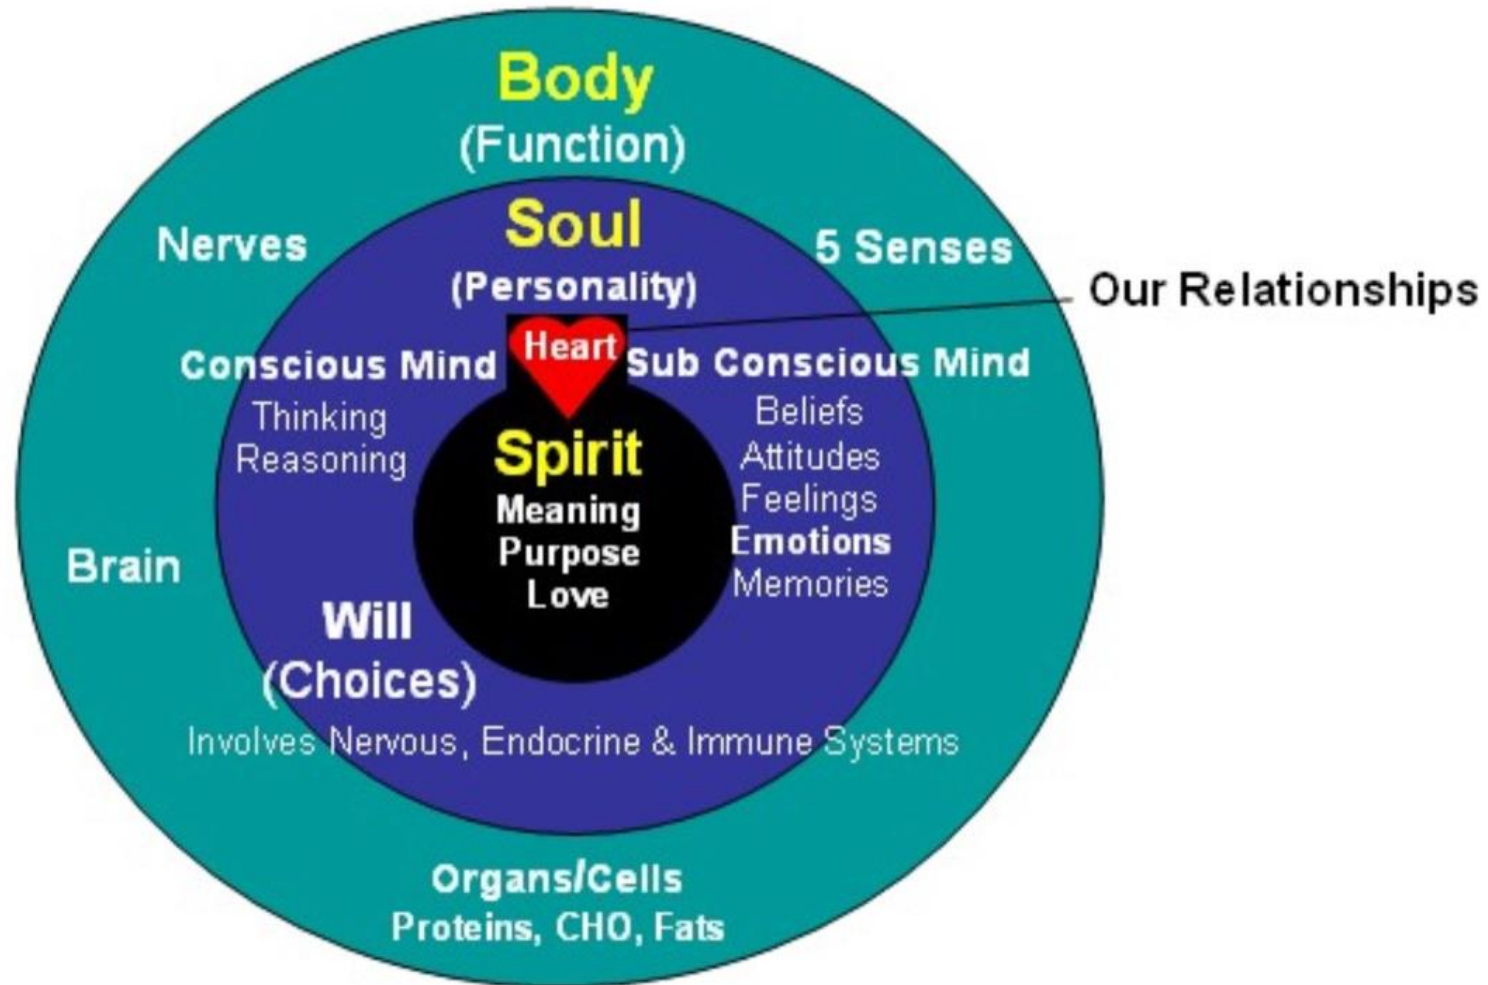 Body
(Function)
Nerves
Soul
5 Senses
(Personality)
Our Relationships
Heart
Conscious Mind
Sub Conscious Mind
Thinking
Reasoning
Beliefs
Attitudes
Feelings
Emotions
Memories
Spirit
Meaning
Purpose
Love
Brain
Will
(Choices)
Involves Nervous, Endocrine & Immune Systems
Organs/Cells
Proteins, CHO, Fats